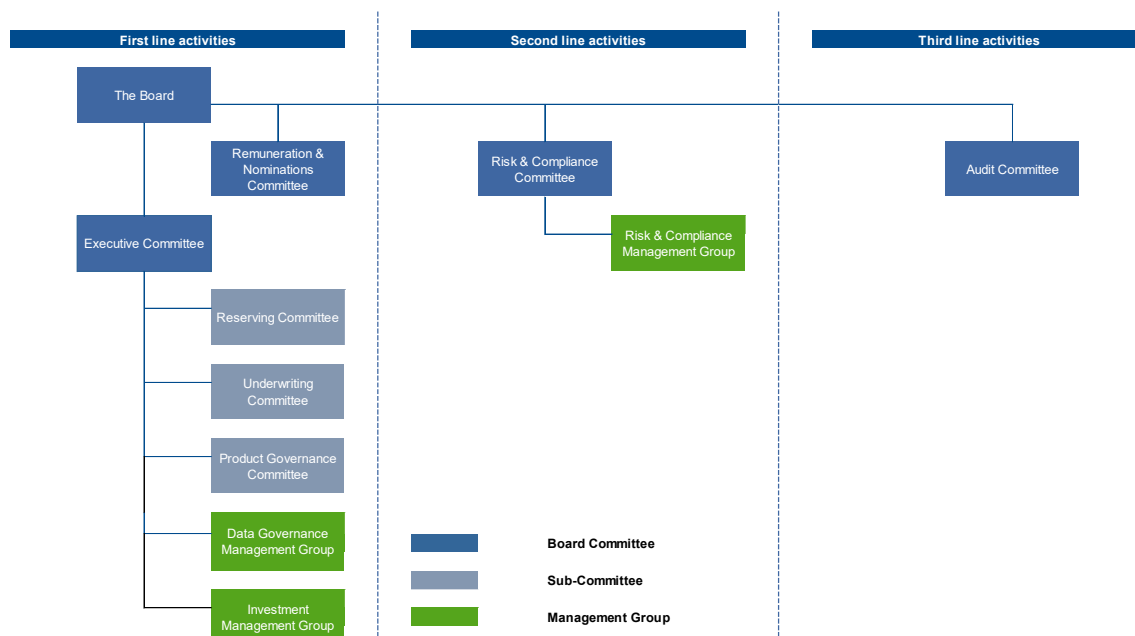 First line activities
Second line activities
Third line activities
The Board
Remuneration &
Nominations
Committee
Risk & Compliance
Committee
Audit Committee
Executive Committee
Risk & Compliance
Management Group
Reserving Committee
Underwriting
Committee
Product Governance
Committee
Data Governance
Management Group
Investment
Management Group
Board Committee
Sub-Committee
Management Group